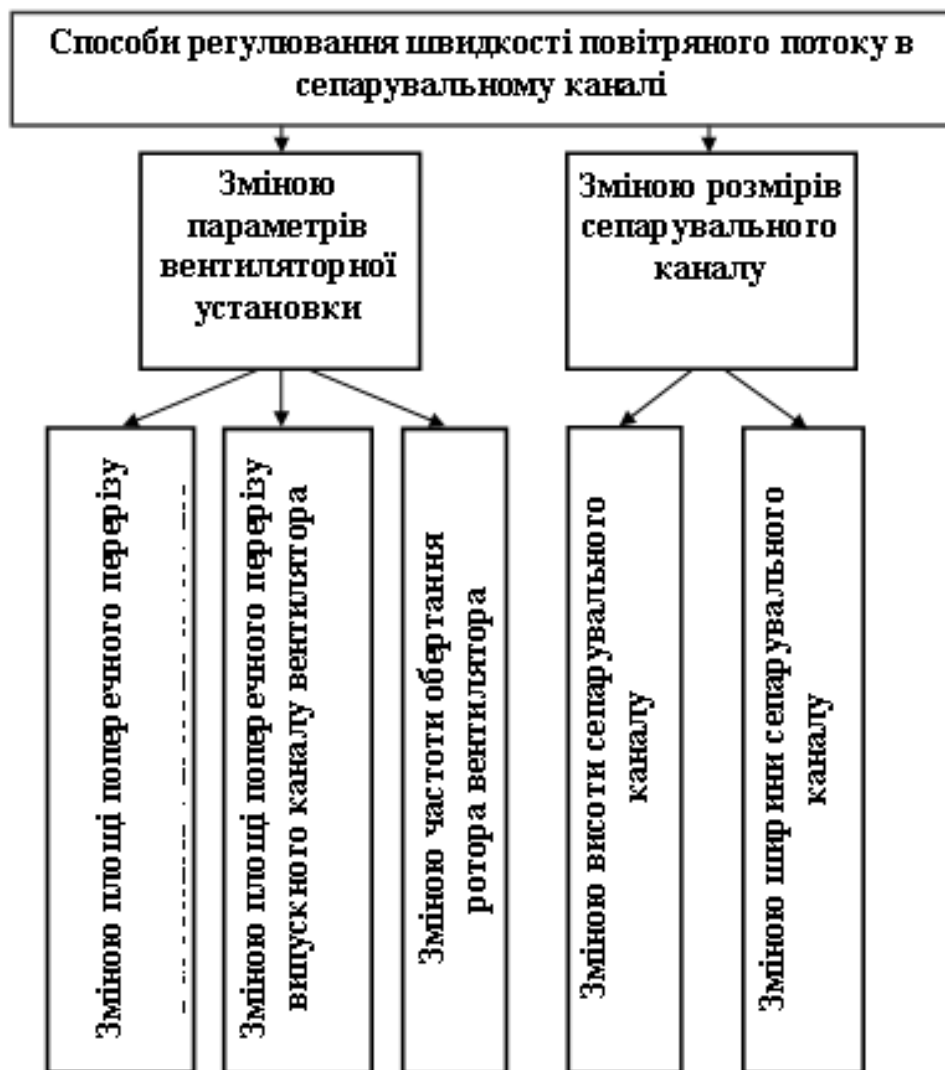 Способи регулювання швидкості повітряного потоку в
сепарувальному каналі
Зміною
параметрів
вентиляторної
установки
Зміною розмірів
сепарувального
каналу
Зміною площі поперечного перерізу
Зміною площі поперечного перерізу
випускного каналу вентилятора
Зміною частоти обертання
ротора вентилятора
Зміною висоти сепарувального
каналу
Зміною ширини сепарувального
каналу